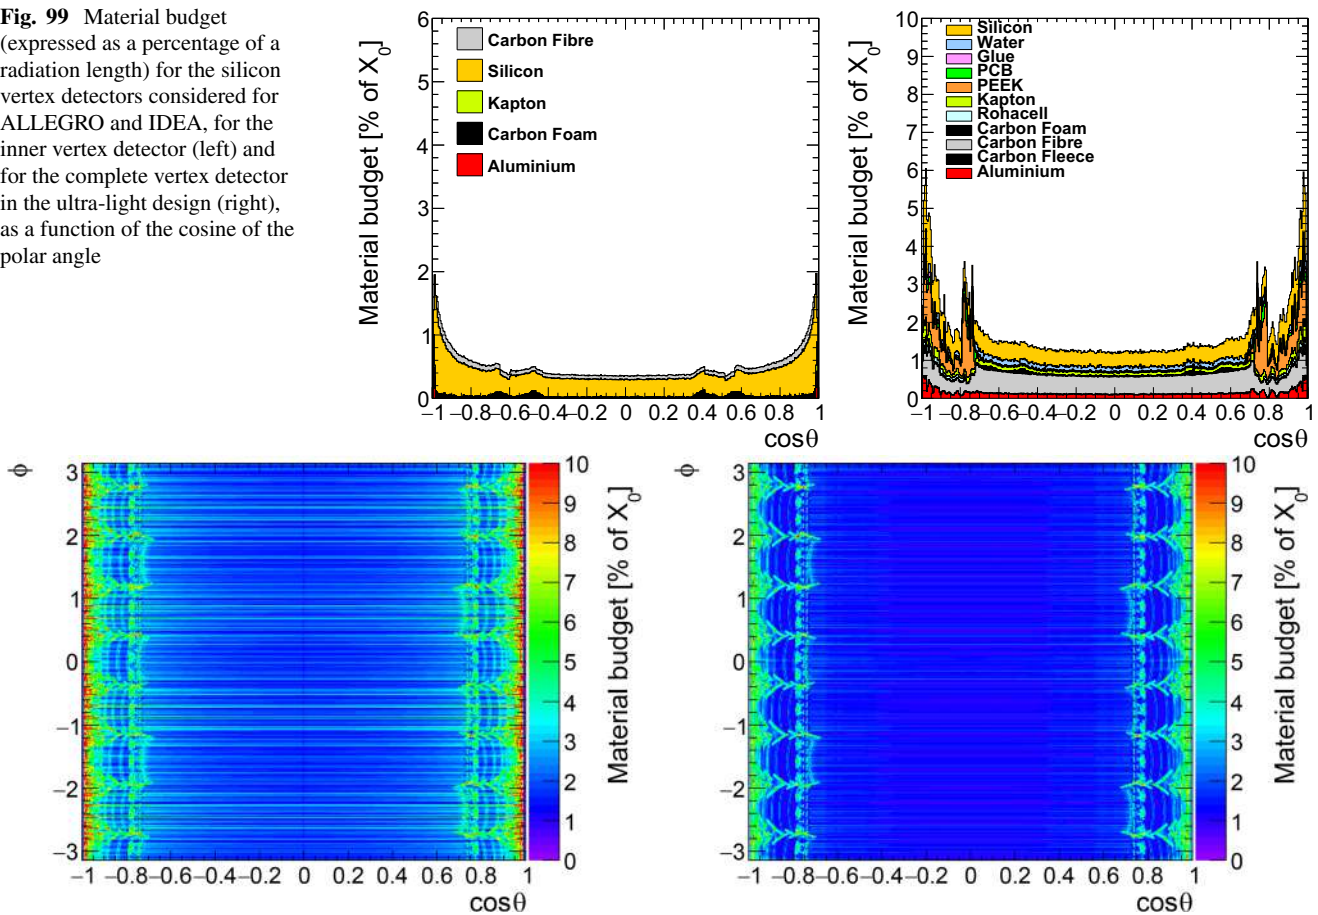 Fig. 99 Material budget
(expressed as a percentage of a
radiation length) for the silicon
vertex detectors considered for
ALLEGRO and IDEA, for the
inner vertex detector (left) and
for the complete vertex detector
in the ultra-light design (right),
as a function of the cosine of the
polar angle
Material budget [% of X0]
6
5
4
3
2
1
0
Carbon Fibre
Silicon
Kapton
Carbon Foam
Aluminium
−1 −0.8 −0.6 −0.4 −0.2 0 0.2 0.4 0.6 0.8 1
cosθ
Material budget [% of X0]
10
9
8
7
6
5
4
3
2
1
0
Silicon
Water
Glue
PCB
PEEK
Kapton
Rohacell
Carbon Foam
Carbon Fibre
Carbon Fleece
Aluminium
−1 −0.8 −0.6 −0.4 −0.2 0 0.2 0.4 0.6 0.8 1
cosθ
ϕ
3
2
1
0
−1
−2
−3
−1 −0.8 −0.6 −0.4 −0.2 0 0.2 0.4 0.6 0.8 1
cosθ
10
9
8
7
6
5
4
3
2
1
0
Material budget [% of X0]
ϕ
3
2
1
0
−1
−2
−3
−1 −0.8 −0.6 −0.4 −0.2 0 0.2 0.4 0.6 0.8 1
cosθ
10
9
8
7
6
5
4
3
2
1
0
Material budget [% of X0]